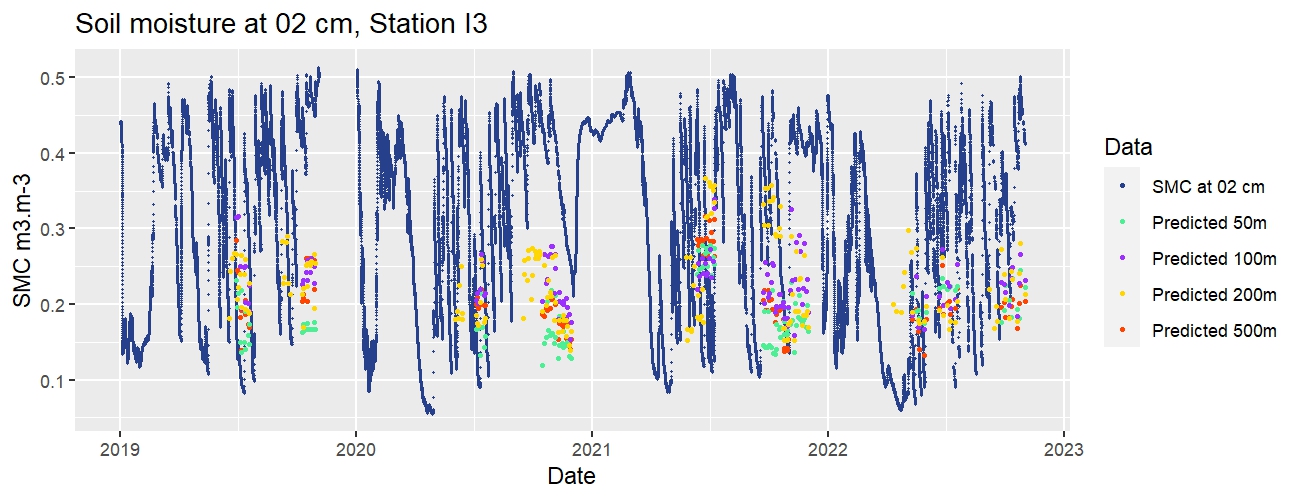 Soil moisture at 02 cm, Station I3
SMC m3.m-3
0.5
0.4
0.3
0.2
0.1
2019
2020
2021
2022
2023
Date
Data
SMC at 02 cm
Predicted 50m
Predicted 100m
Predicted 200m
Predicted 500m